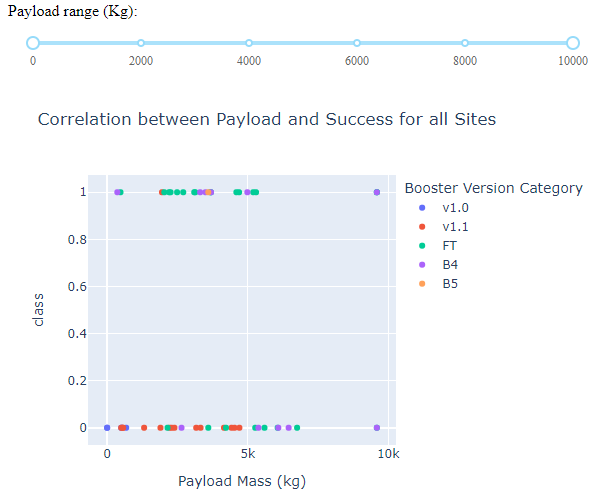 Payload range (Kg):
0 2000 4000 6000 8000 10000
Correlation between Payload and Success for all Sites
Booster Version Category
v1.0
v1.1
FT
B4
B5
1
0.8
0.6
0.4
0.2
0
class
0 5k 10k
Payload Mass (kg)